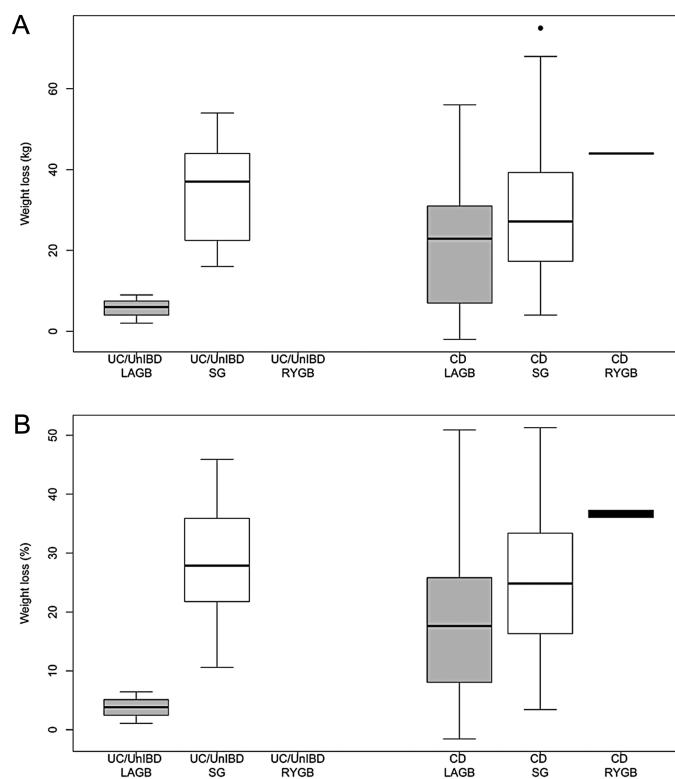 A
Weight loss (kg)
60
40
20
0
UC/UnIBD UC/UnIBD UC/UnIBD CD CD CD
LAGB SG RYGB LAGB SG RYGB
B
Weight loss (%)
50
40
30
20
10
0
UC/UnIBD UC/UnIBD UC/UnIBD CD CD CD
LAGB SG RYGB LAGB SG RYGB